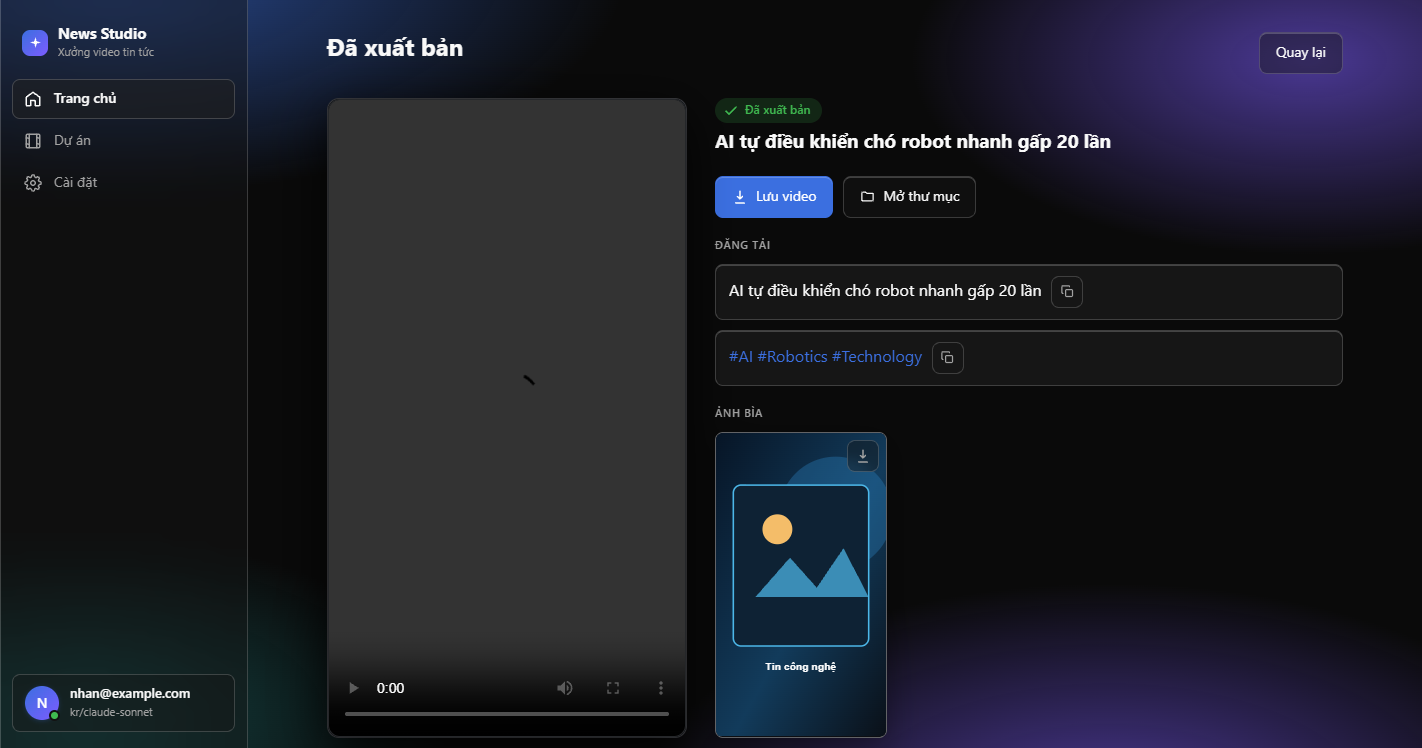 News Studio
Xưởng video tin tức
Trang chủ
Dự án
Cài đặt
N
nhan@example.com
kr/claude-sonnet
Đã xuất bản
Quay lại
0:00
Đã xuất bản
AI tự điều khiển chó robot nhanh gấp 20 lần
Lưu video
Mở thư mục
ĐĂNG TẢI
AI tự điều khiển chó robot nhanh gấp 20 lần
#AI #Robotics #Technology
ẢNH BÌA
Tin công nghệ